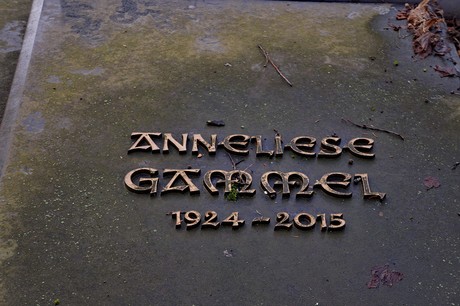 ANNELIESE
GAMMEL
1924 - 2015